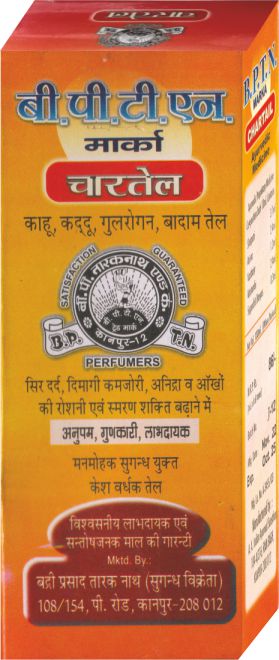 बी.पी.टी.एन.
मार्का
चारतेल
काहू, कद्दू, गुलरोगन, बादाम तेल
SATISFACTION GUARANTEED
बी. पी. तारकनाथ एण्ड कं.
बी. पी. टी. एन.
ट्रेड मार्क
कानपुर-12
B.P. T.N.
PERFUMERS
सिर दर्द, दिमागी कमजोरी, अनिद्रा व आँखों
की रोशनी एवं स्मरण शक्ति बढ़ाने में
अनुपम, गुणकारी, लाभदायक
मनमोहक सुगन्ध युक्त
केश वर्धक तेल
विश्वसनीय लाभदायक एवं
सन्तोषजनक माल की गारन्टी
Mktd. By.:
बद्री प्रसाद तारक नाथ (सुगन्ध विक्रेता)
108/154, पी. रोड, कानपुर-208 012
B.P.T.N.
MARKA
CHARTAIL
Ayurvedic
Medicine